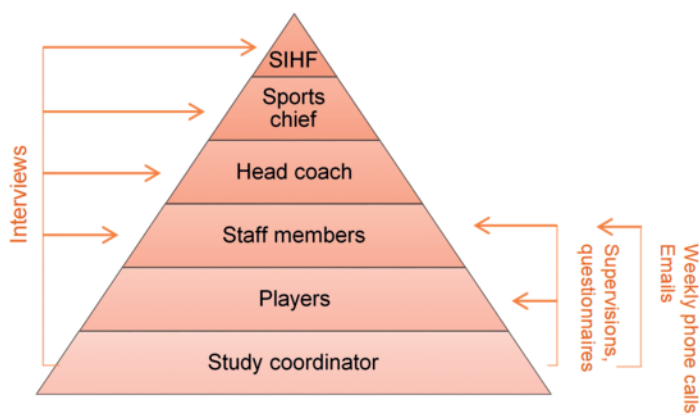 SIHF
Sports
chief
Head coach
Staff members
Players
Study coordinator
Interviews
Supervisions,
questionnaires
Weekly phone calls
Emails